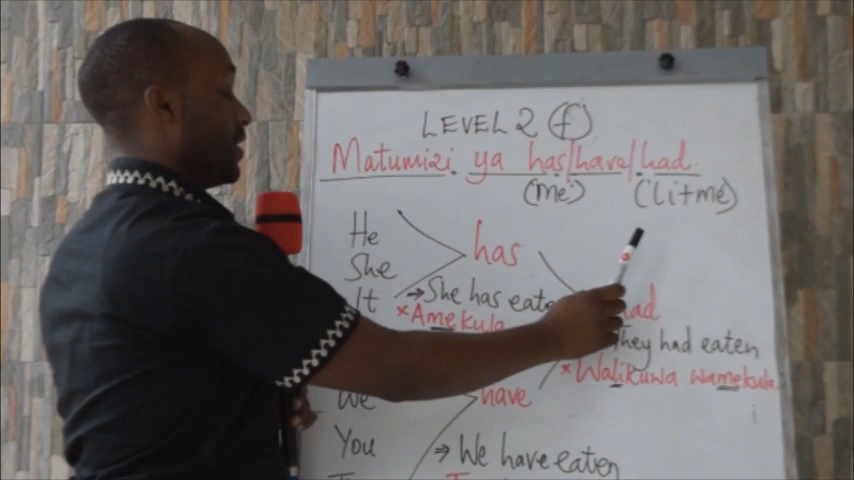 LEVEL 2 (f)
Matumizi ya has/have/had.
(me) (li+me)
He
She
It
has
→ She has eaten
× Amekula
They had eaten
× Walikuwa wamekula
We
have
You
⇒ We have eaten